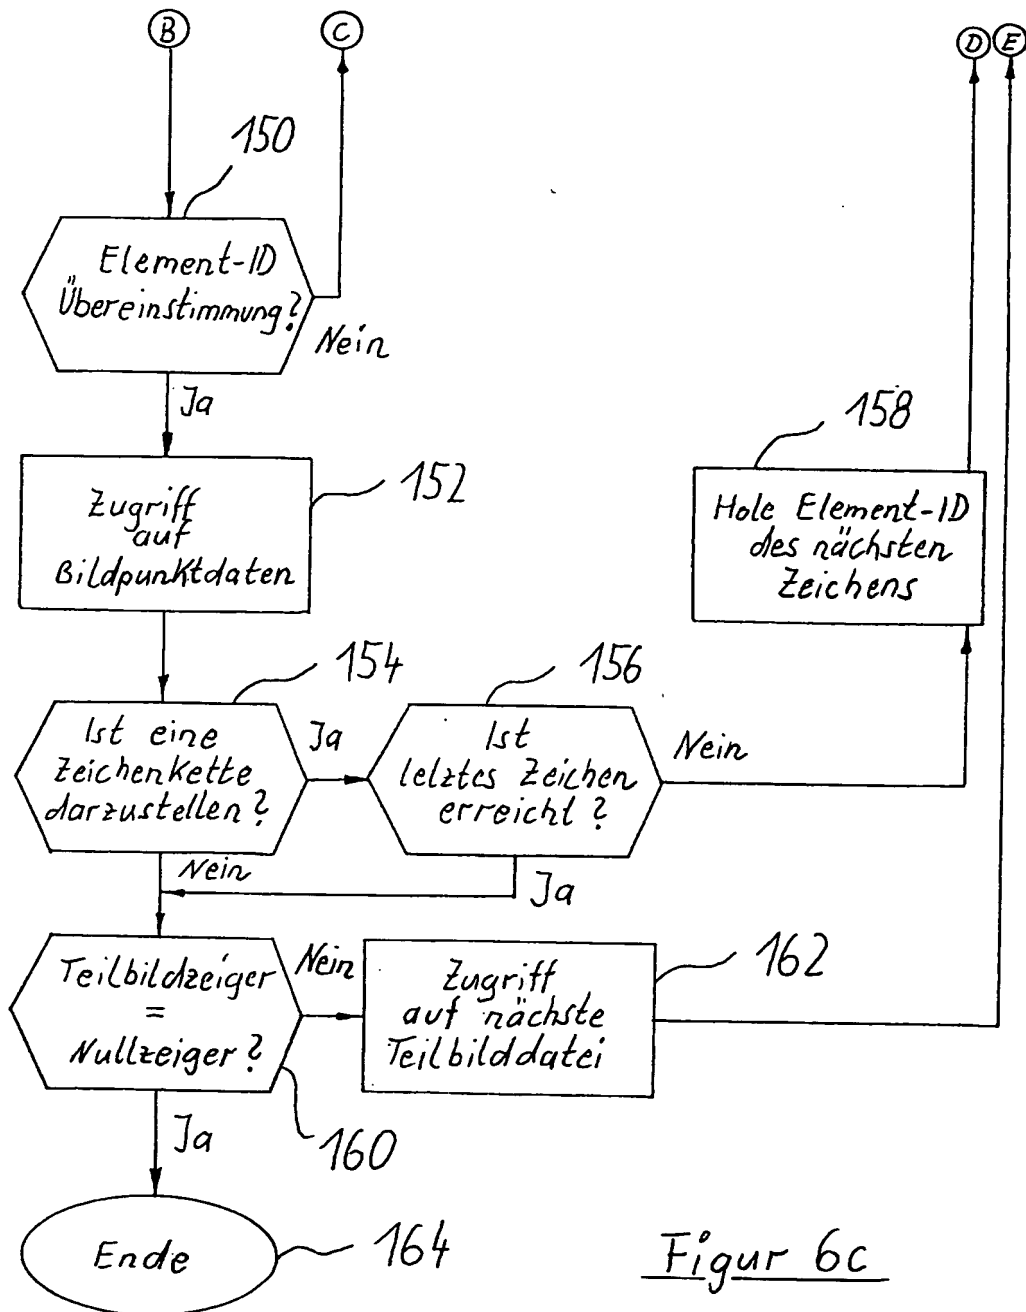 B
C
D
E
150
Element-ID
Übereinstimmung?
Nein
Ja
158
152
Zugriff
auf
Bildpunktdaten
Hole Element-ID
des nächsten
Zeichens
154
156
Ist eine
Zeichenkette
darzustellen?
Ja
Ist
letztes Zeichen
erreicht?
Nein
Nein
Ja
Teilbildzeiger
=
Nullzeiger?
Nein
Zugriff
auf nächste
Teilbilddatei
162
Ja
160
Ende
164
Figur 6c